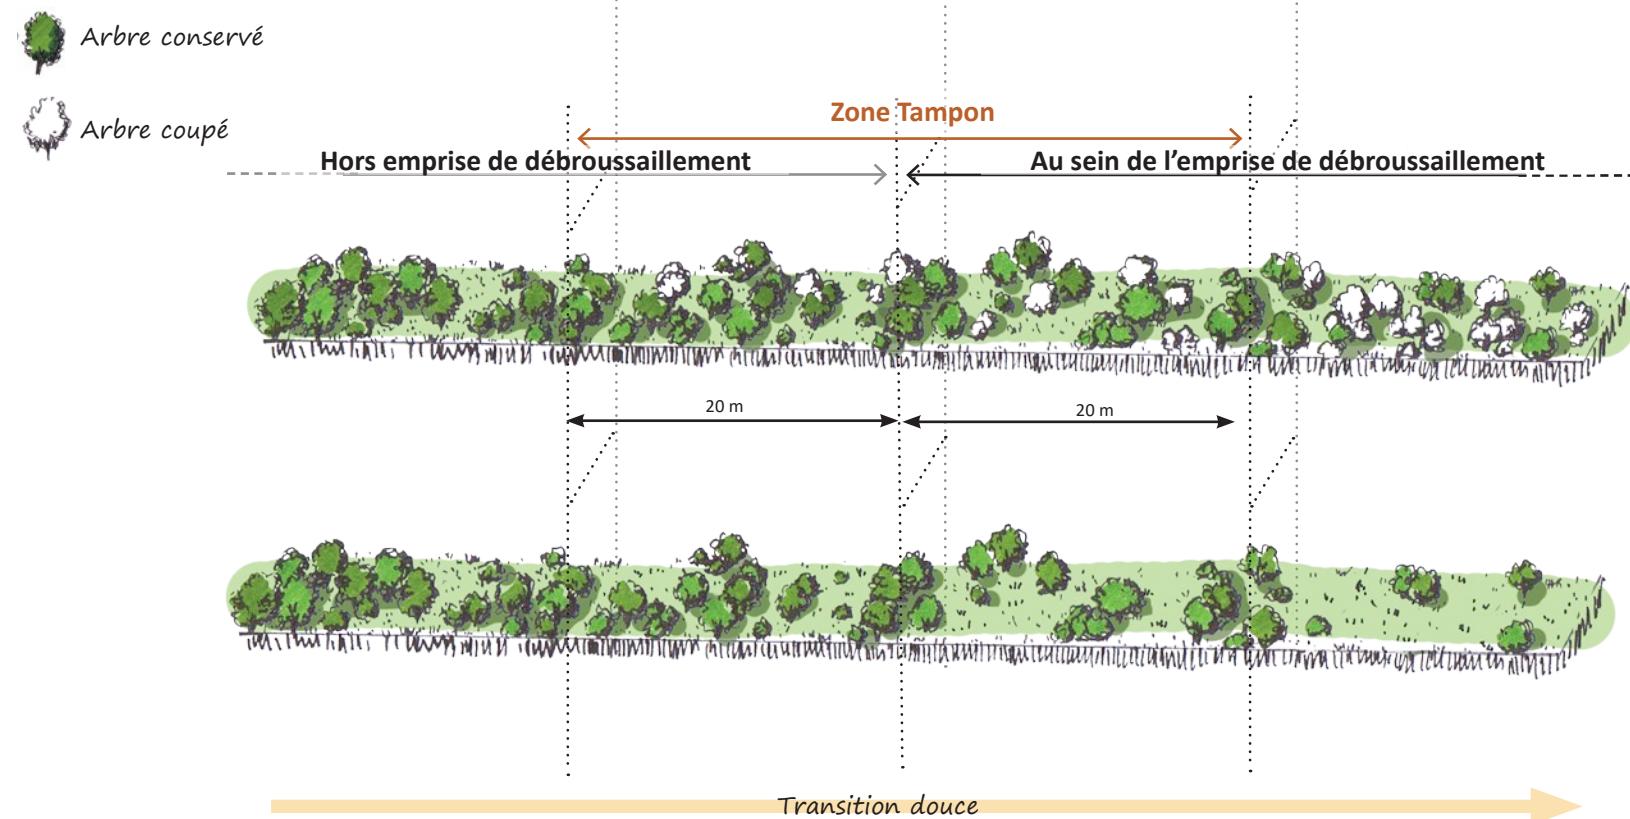 Arbre conservé
Arbre coupé
Zone Tampon
Hors emprise de débroussaillement
Au sein de l'emprise de débroussaillement
20 m
20 m
Transition douce